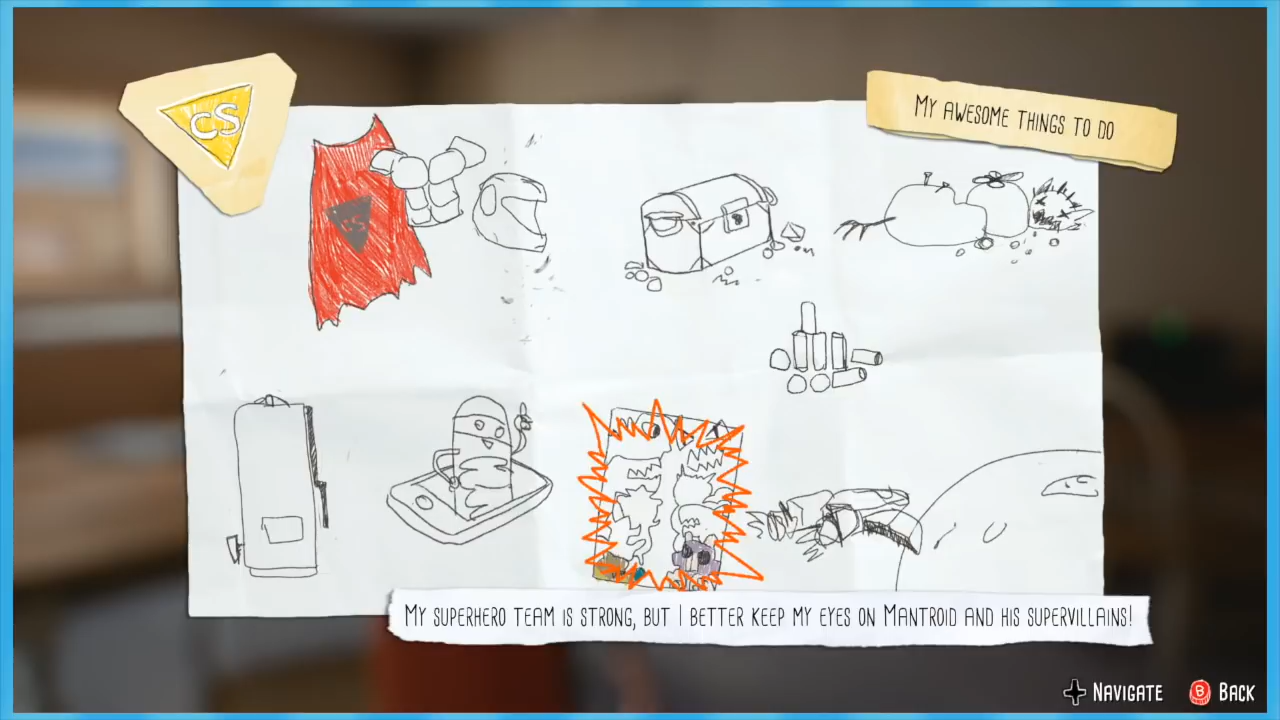 CS
MY AWESOME THINGS TO DO
MY SUPERHERO TEAM IS STRONG, BUT I BETTER KEEP MY EYES ON MANTROID AND HIS SUPERVILLAINS!
NAVIGATE
B BACK